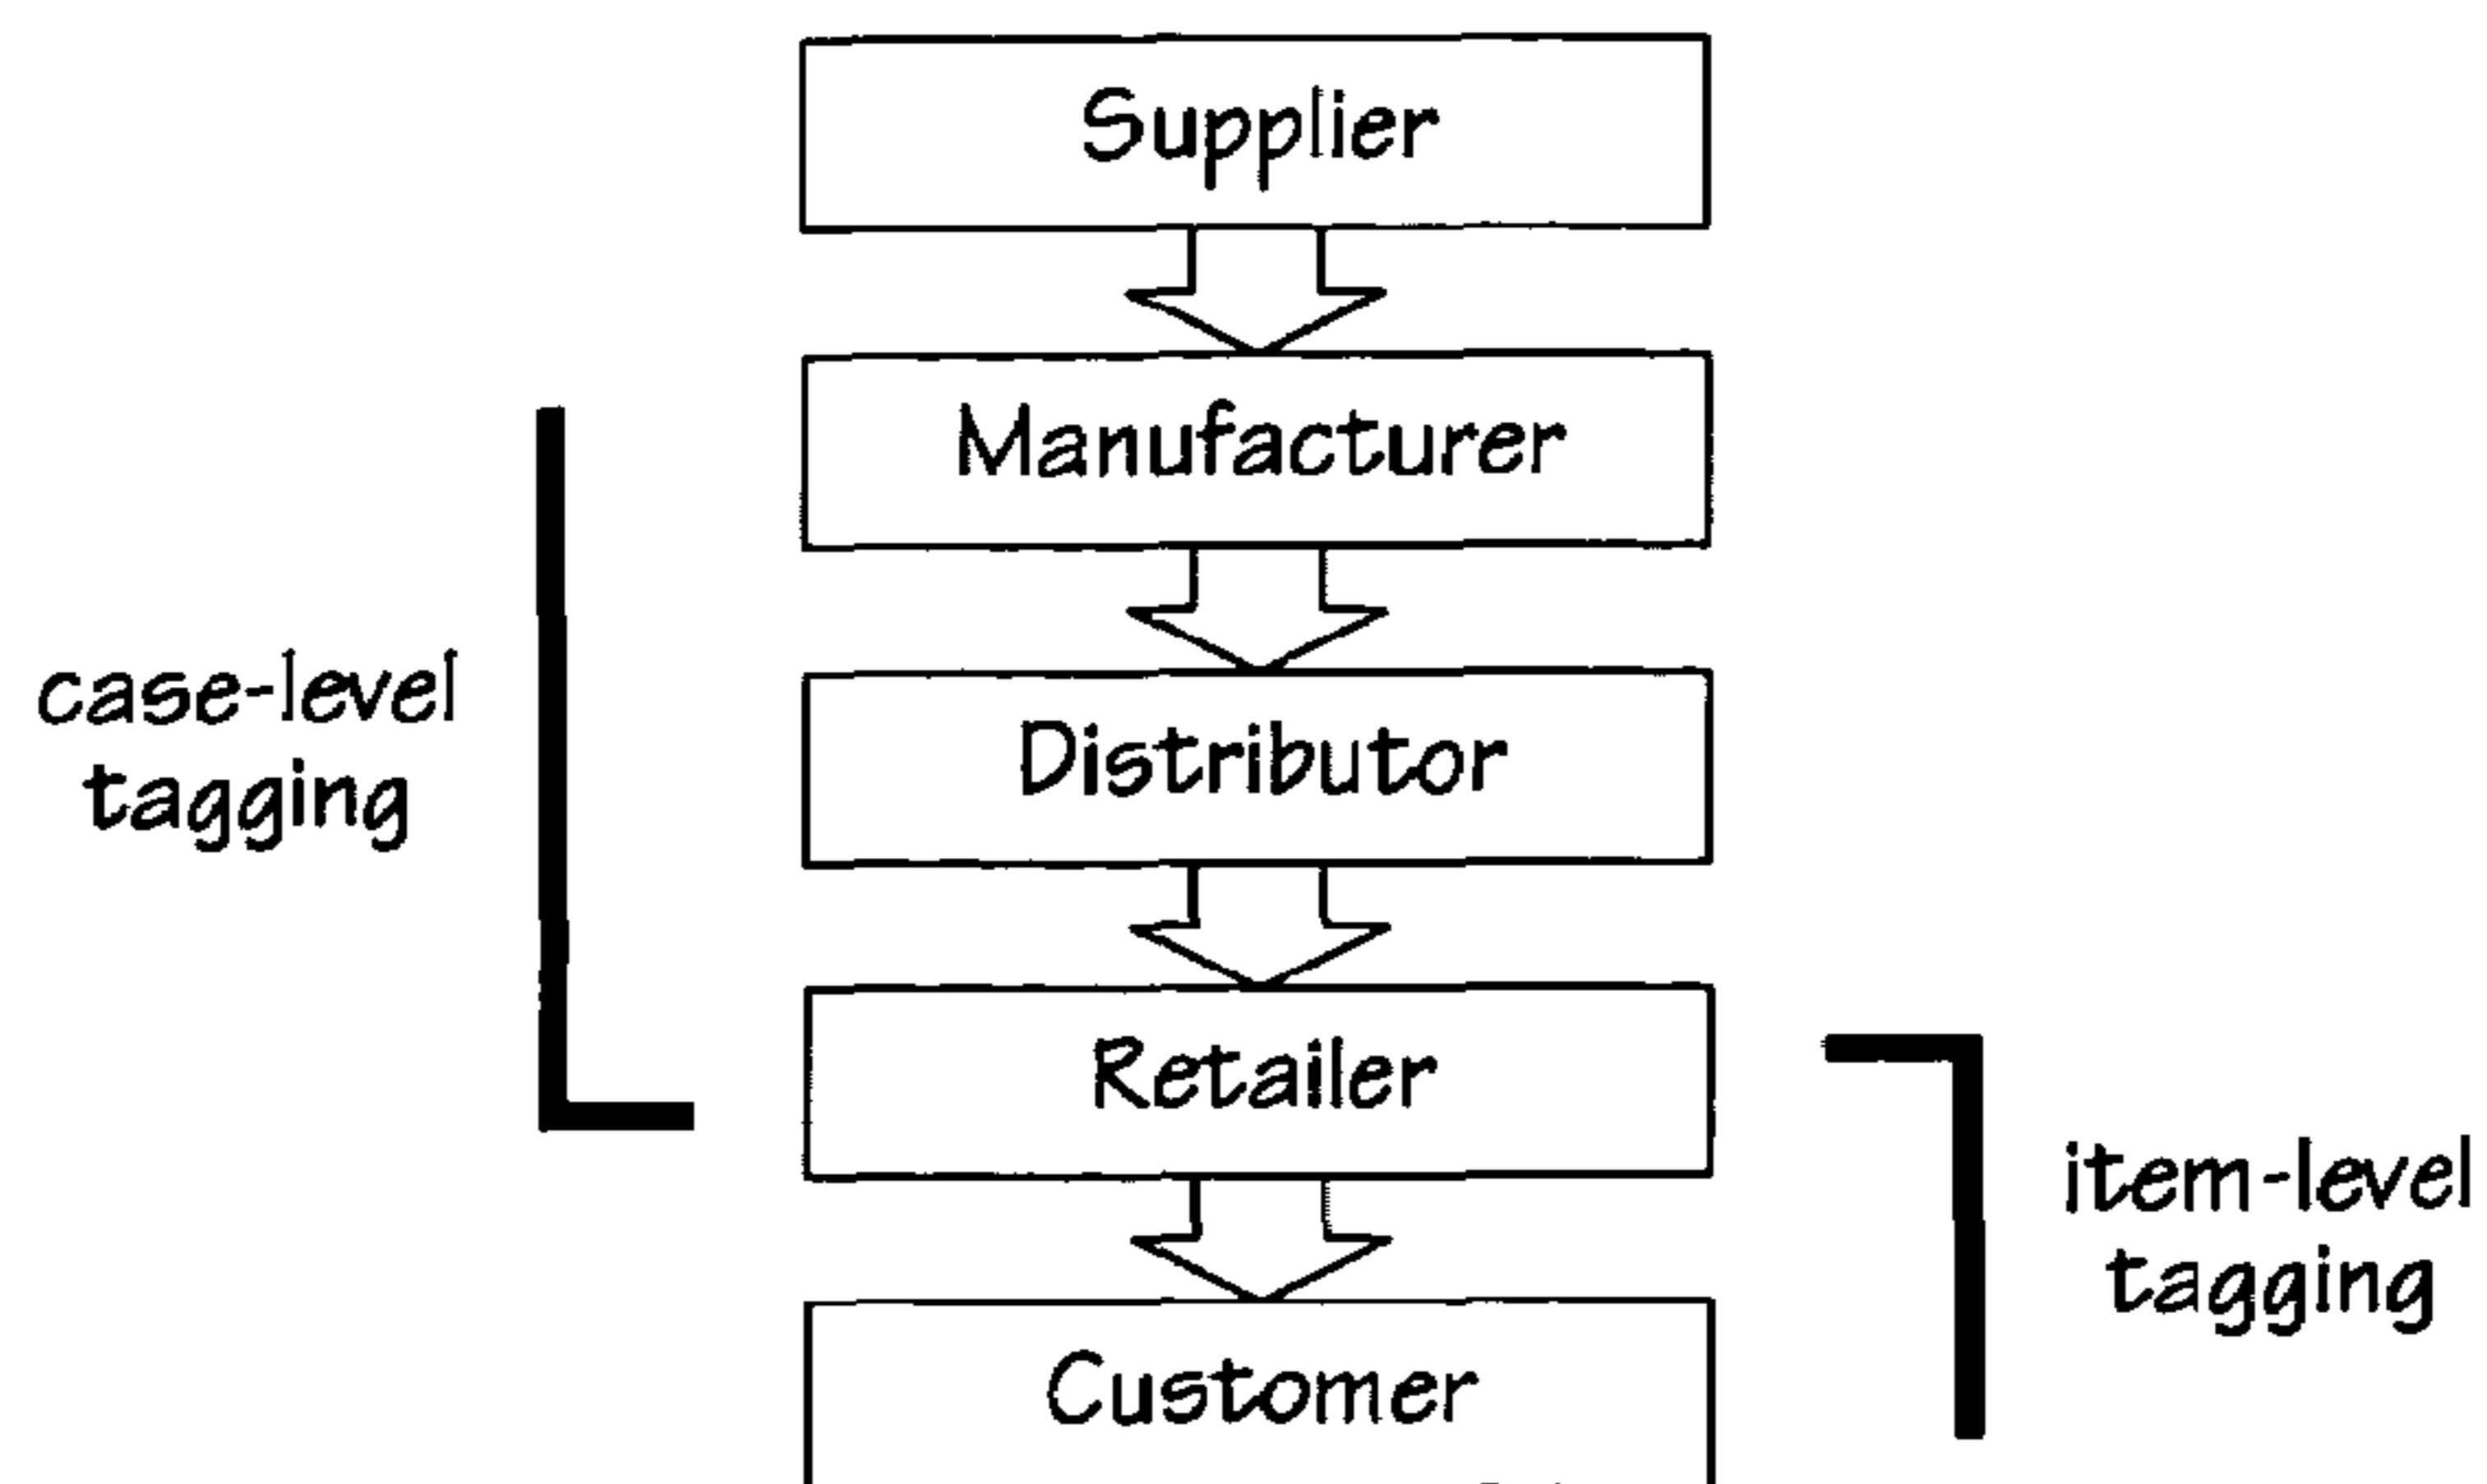 Supplier
Manufacturer
case-level
tagging
Distributor
Retailer
item-level
tagging
Customer